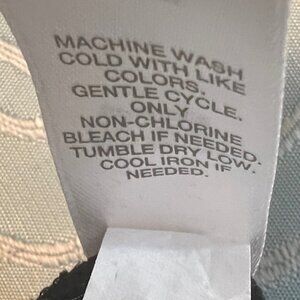 MACHINE WASH
COLD WITH LIKE
COLORS.
GENTLE CYCLE.
ONLY
NON-CHLORINE
BLEACH IF NEEDED.
TUMBLE DRY LOW.
COOL IRON IF
NEEDED.